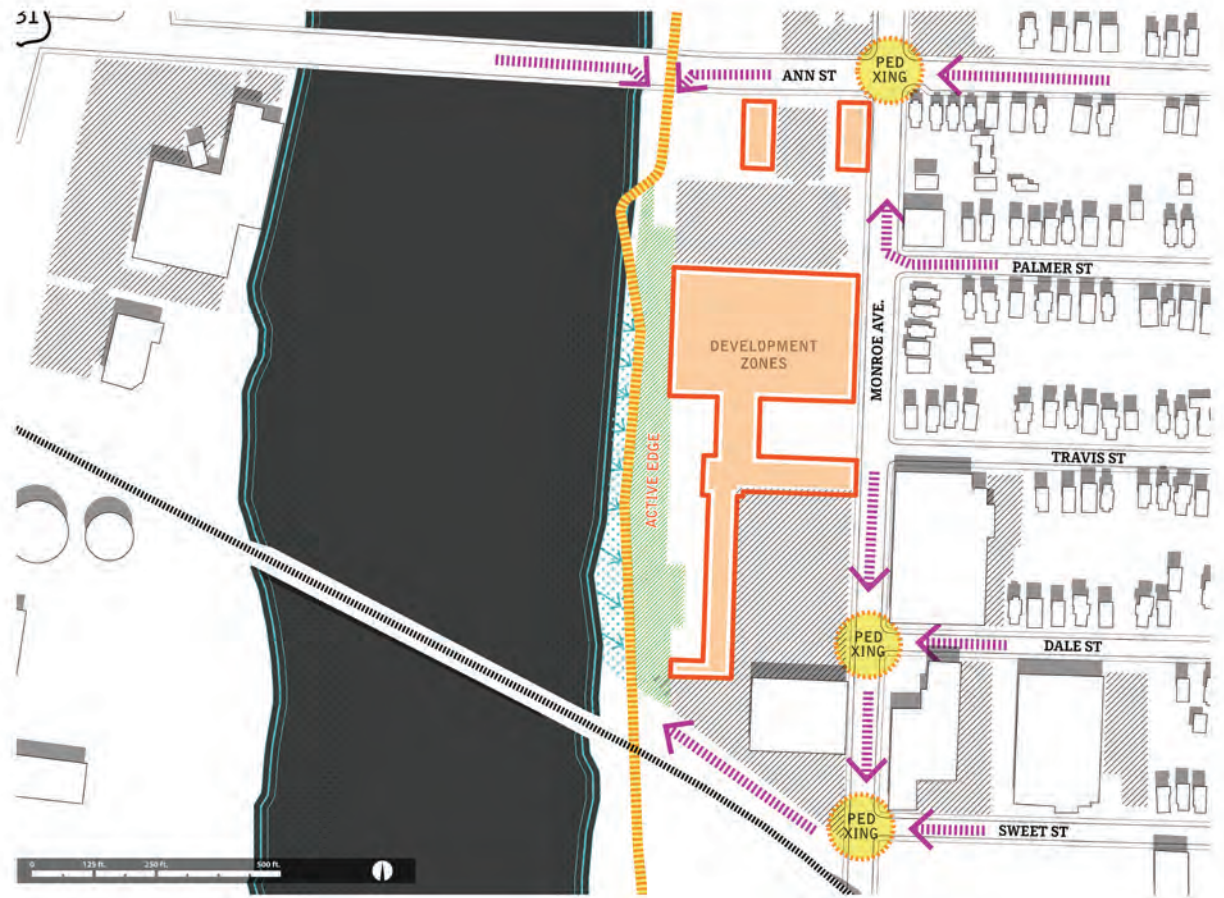 31
PED
XING
ANN ST
PALMER ST
MONROE AVE.
DEVELOPMENT
ZONES
ACTIVE EDGE
TRAVIS ST
PED
XING
DALE ST
PED
XING
SWEET ST
0 125 ft. 250 ft. 500 ft.